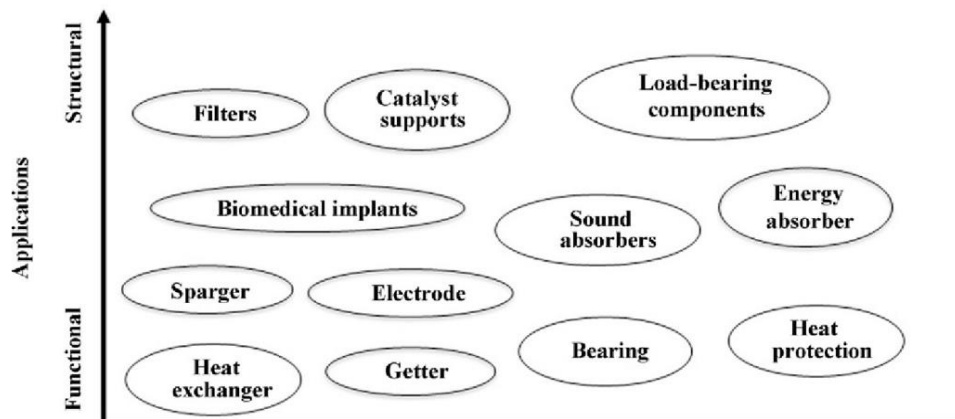 Structural
Applications
Functional
Filters
Catalyst
supports
Load-bearing
components
Biomedical implants
Sound
absorbers
Energy
absorber
Sparger
Electrode
Bearing
Heat
protection
Heat
exchanger
Getter